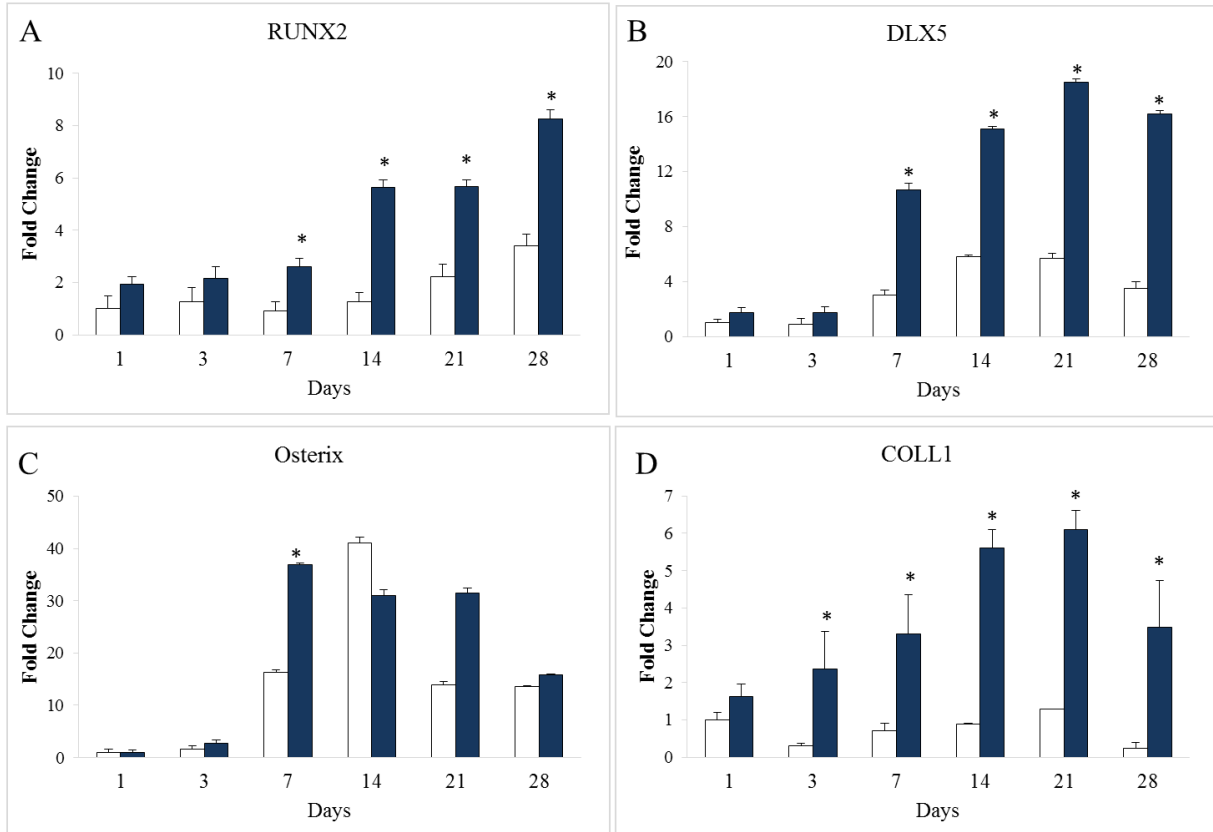 A
RUNX2
Fold Change
10
8
6
4
2
0
* * * *
1 3 7 14 21 28
Days
B
DLX5
Fold Change
20
16
12
8
4
0
* * * *
1 3 7 14 21 28
Days
C
Osterix
Fold Change
50
40
30
20
10
0
*
1 3 7 14 21 28
Days
D
COLL1
Fold Change
7
6
5
4
3
2
1
0
* * * * *
1 3 7 14 21 28
Days